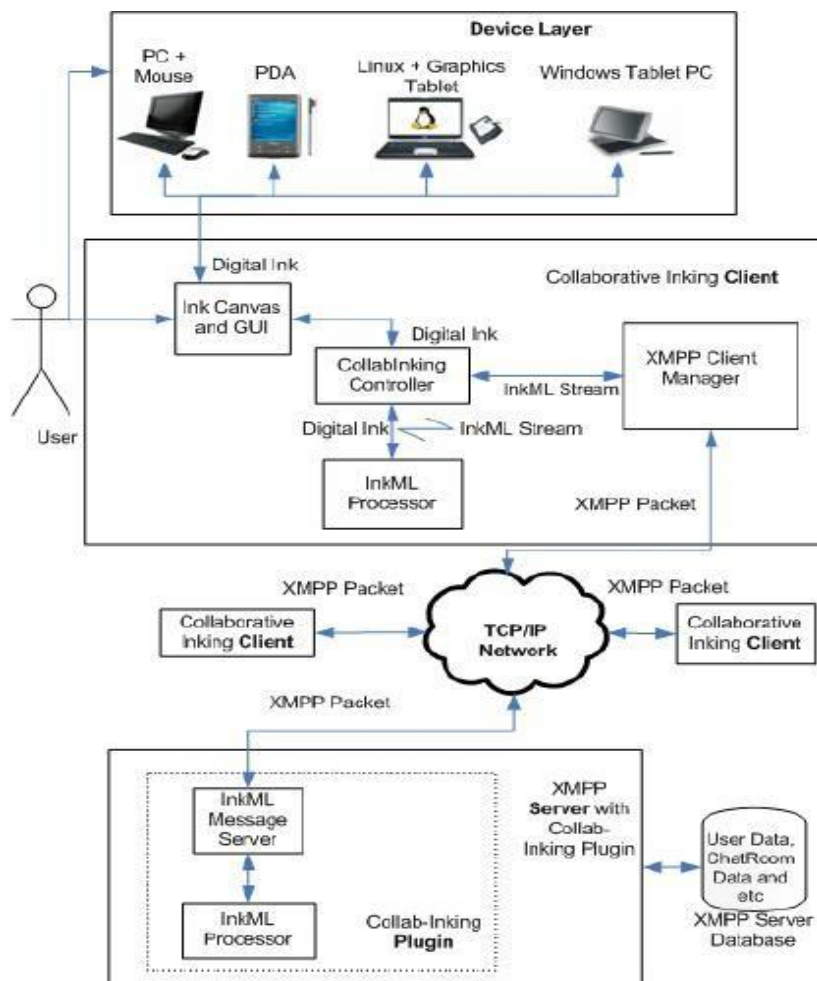 Device Layer
PC +
Mouse
PDA
Linux + Graphics
Tablet
Windows Tablet PC
Digital Ink
Collaborative Inking Client
Ink Canvas
and GUI
Digital Ink
CollabInking
Controller
XMPP Client
Manager
InkML Stream
User
Digital Ink
InkML Stream
InkML
Processor
XMPP Packet
XMPP Packet
XMPP Packet
Collaborative
Inking Client
TCP/IP
Network
Collaborative
Inking Client
XMPP Packet
InkML
Message
Server
XMPP
Server with
Collab-
Inking Plugin
User Data,
ChetRoom
Data and
etc
InkML
Processor
Collab-Inking
Plugin
XMPP Server
Database